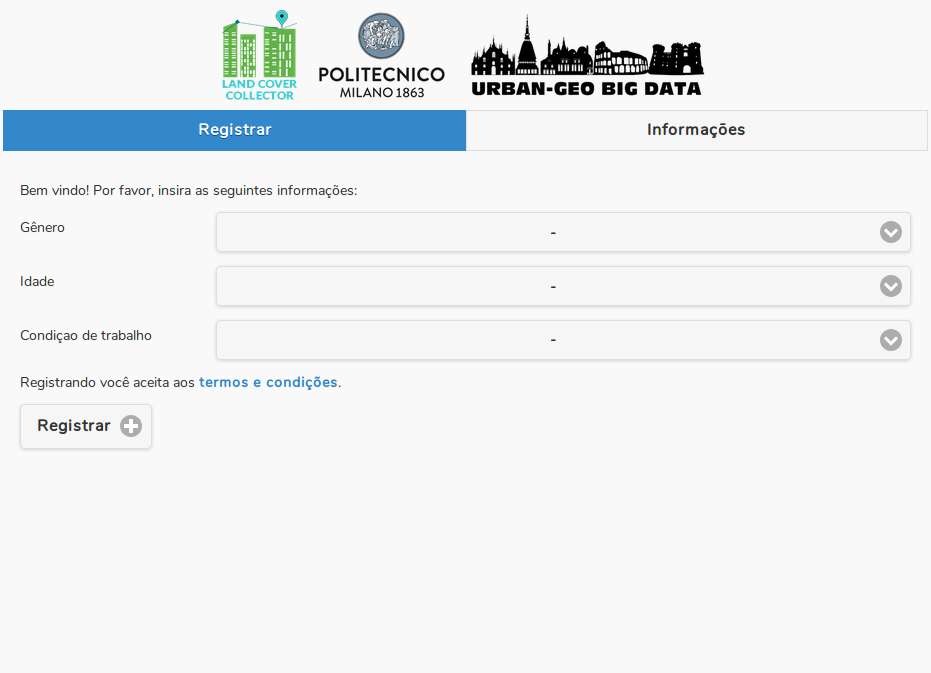 LAND COVER
COLLECTOR
POLITECNICO
MILANO 1863
URBAN-GEO BIG DATA
Registrar
Informações
Bem vindo! Por favor, insira as seguintes informações:
Gênero
-
Idade
-
Condiçao de trabalho
-
Registrando você aceita aos termos e condições.
Registrar